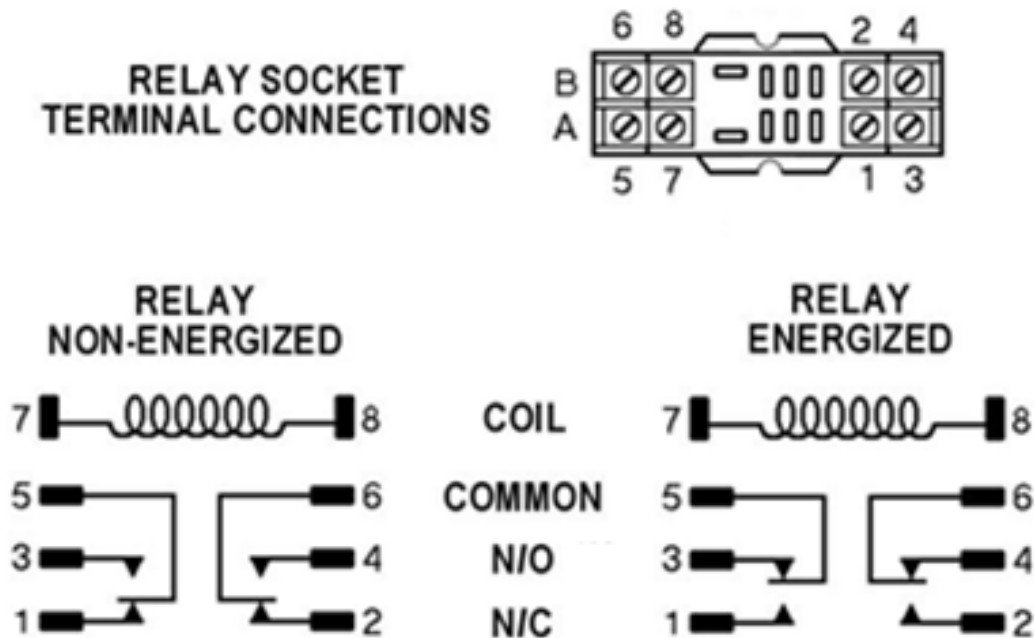 6 8 2 4
RELAY SOCKET
TERMINAL CONNECTIONS
B
A
5 7 1 3
RELAY
NON-ENERGIZED
RELAY
ENERGIZED
7 8 COIL 7 8
5 6 COMMON 5 6
3 4 N/O 3 4
1 2 N/C 1 2